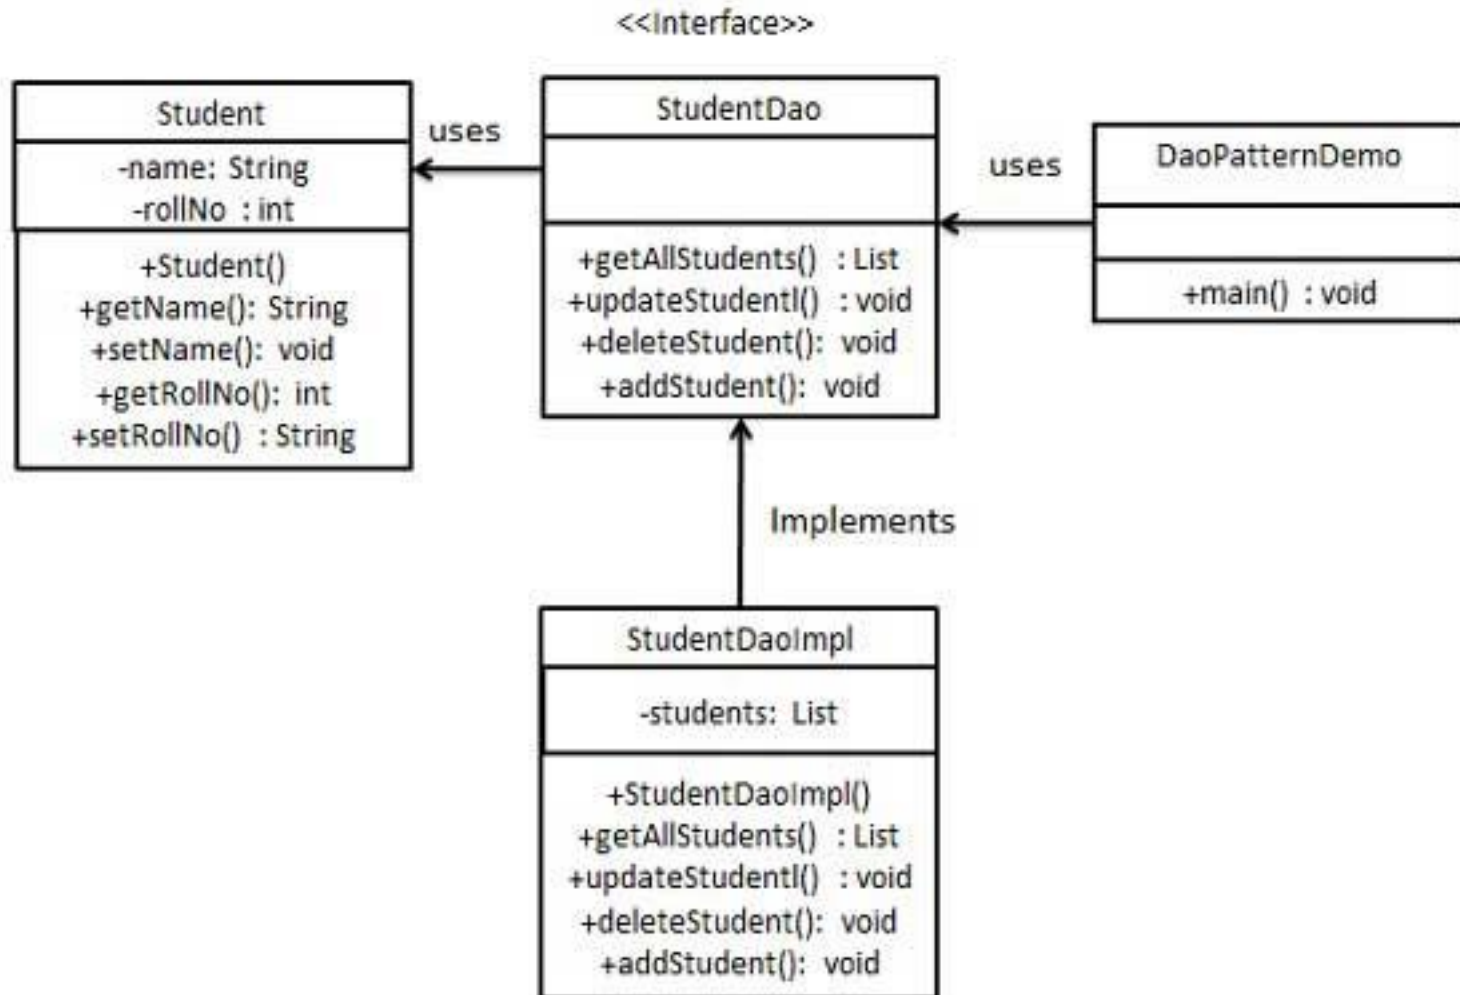 <<Interface>>
Student
-name: String
-rollNo : int
+Student()
+getName(): String
+setName(): void
+getRollNo(): int
+setRollNo() : String
uses
StudentDao
+getAllStudents() : List
+updateStudentl() : void
+deleteStudent(): void
+addStudent(): void
uses
DaoPatternDemo
+main() : void
Implements
StudentDaoImpl
-students: List
+StudentDaoImpl()
+getAllStudents() : List
+updateStudentl() : void
+deleteStudent(): void
+addStudent(): void